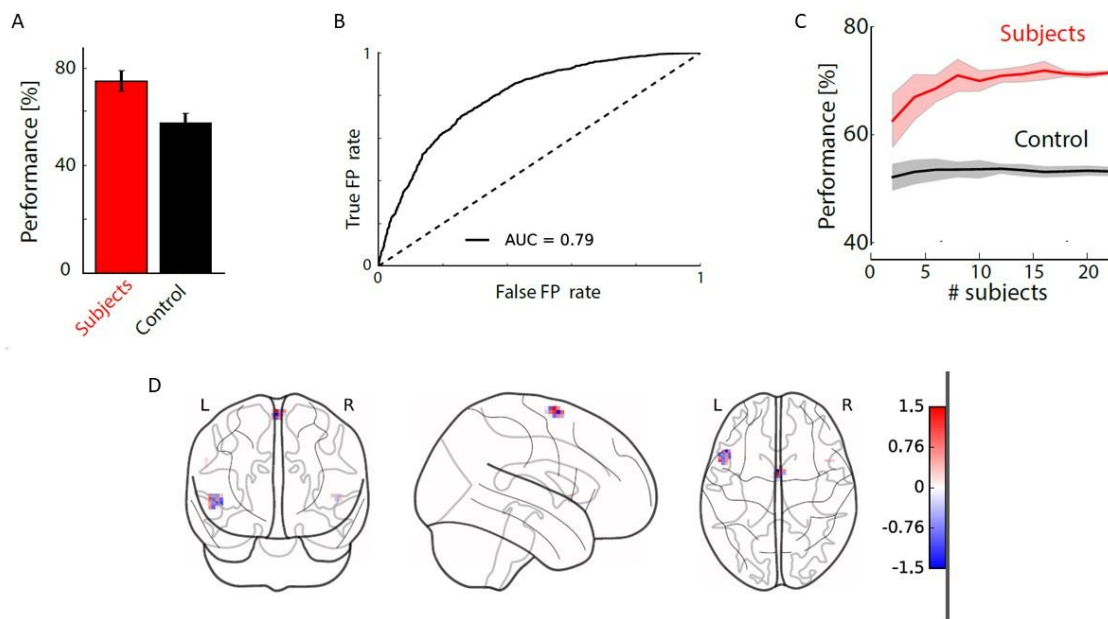 A
Performance [%]
80
40
0
Subjects
Control
B
True FP rate
1
0
AUC = 0.79
0
1
False FP rate
C
Performance [%]
80
60
40
Subjects
Control
0
5
10
15
20
# subjects
D
L
R
L
R
1.5
0.76
0
-0.76
-1.5